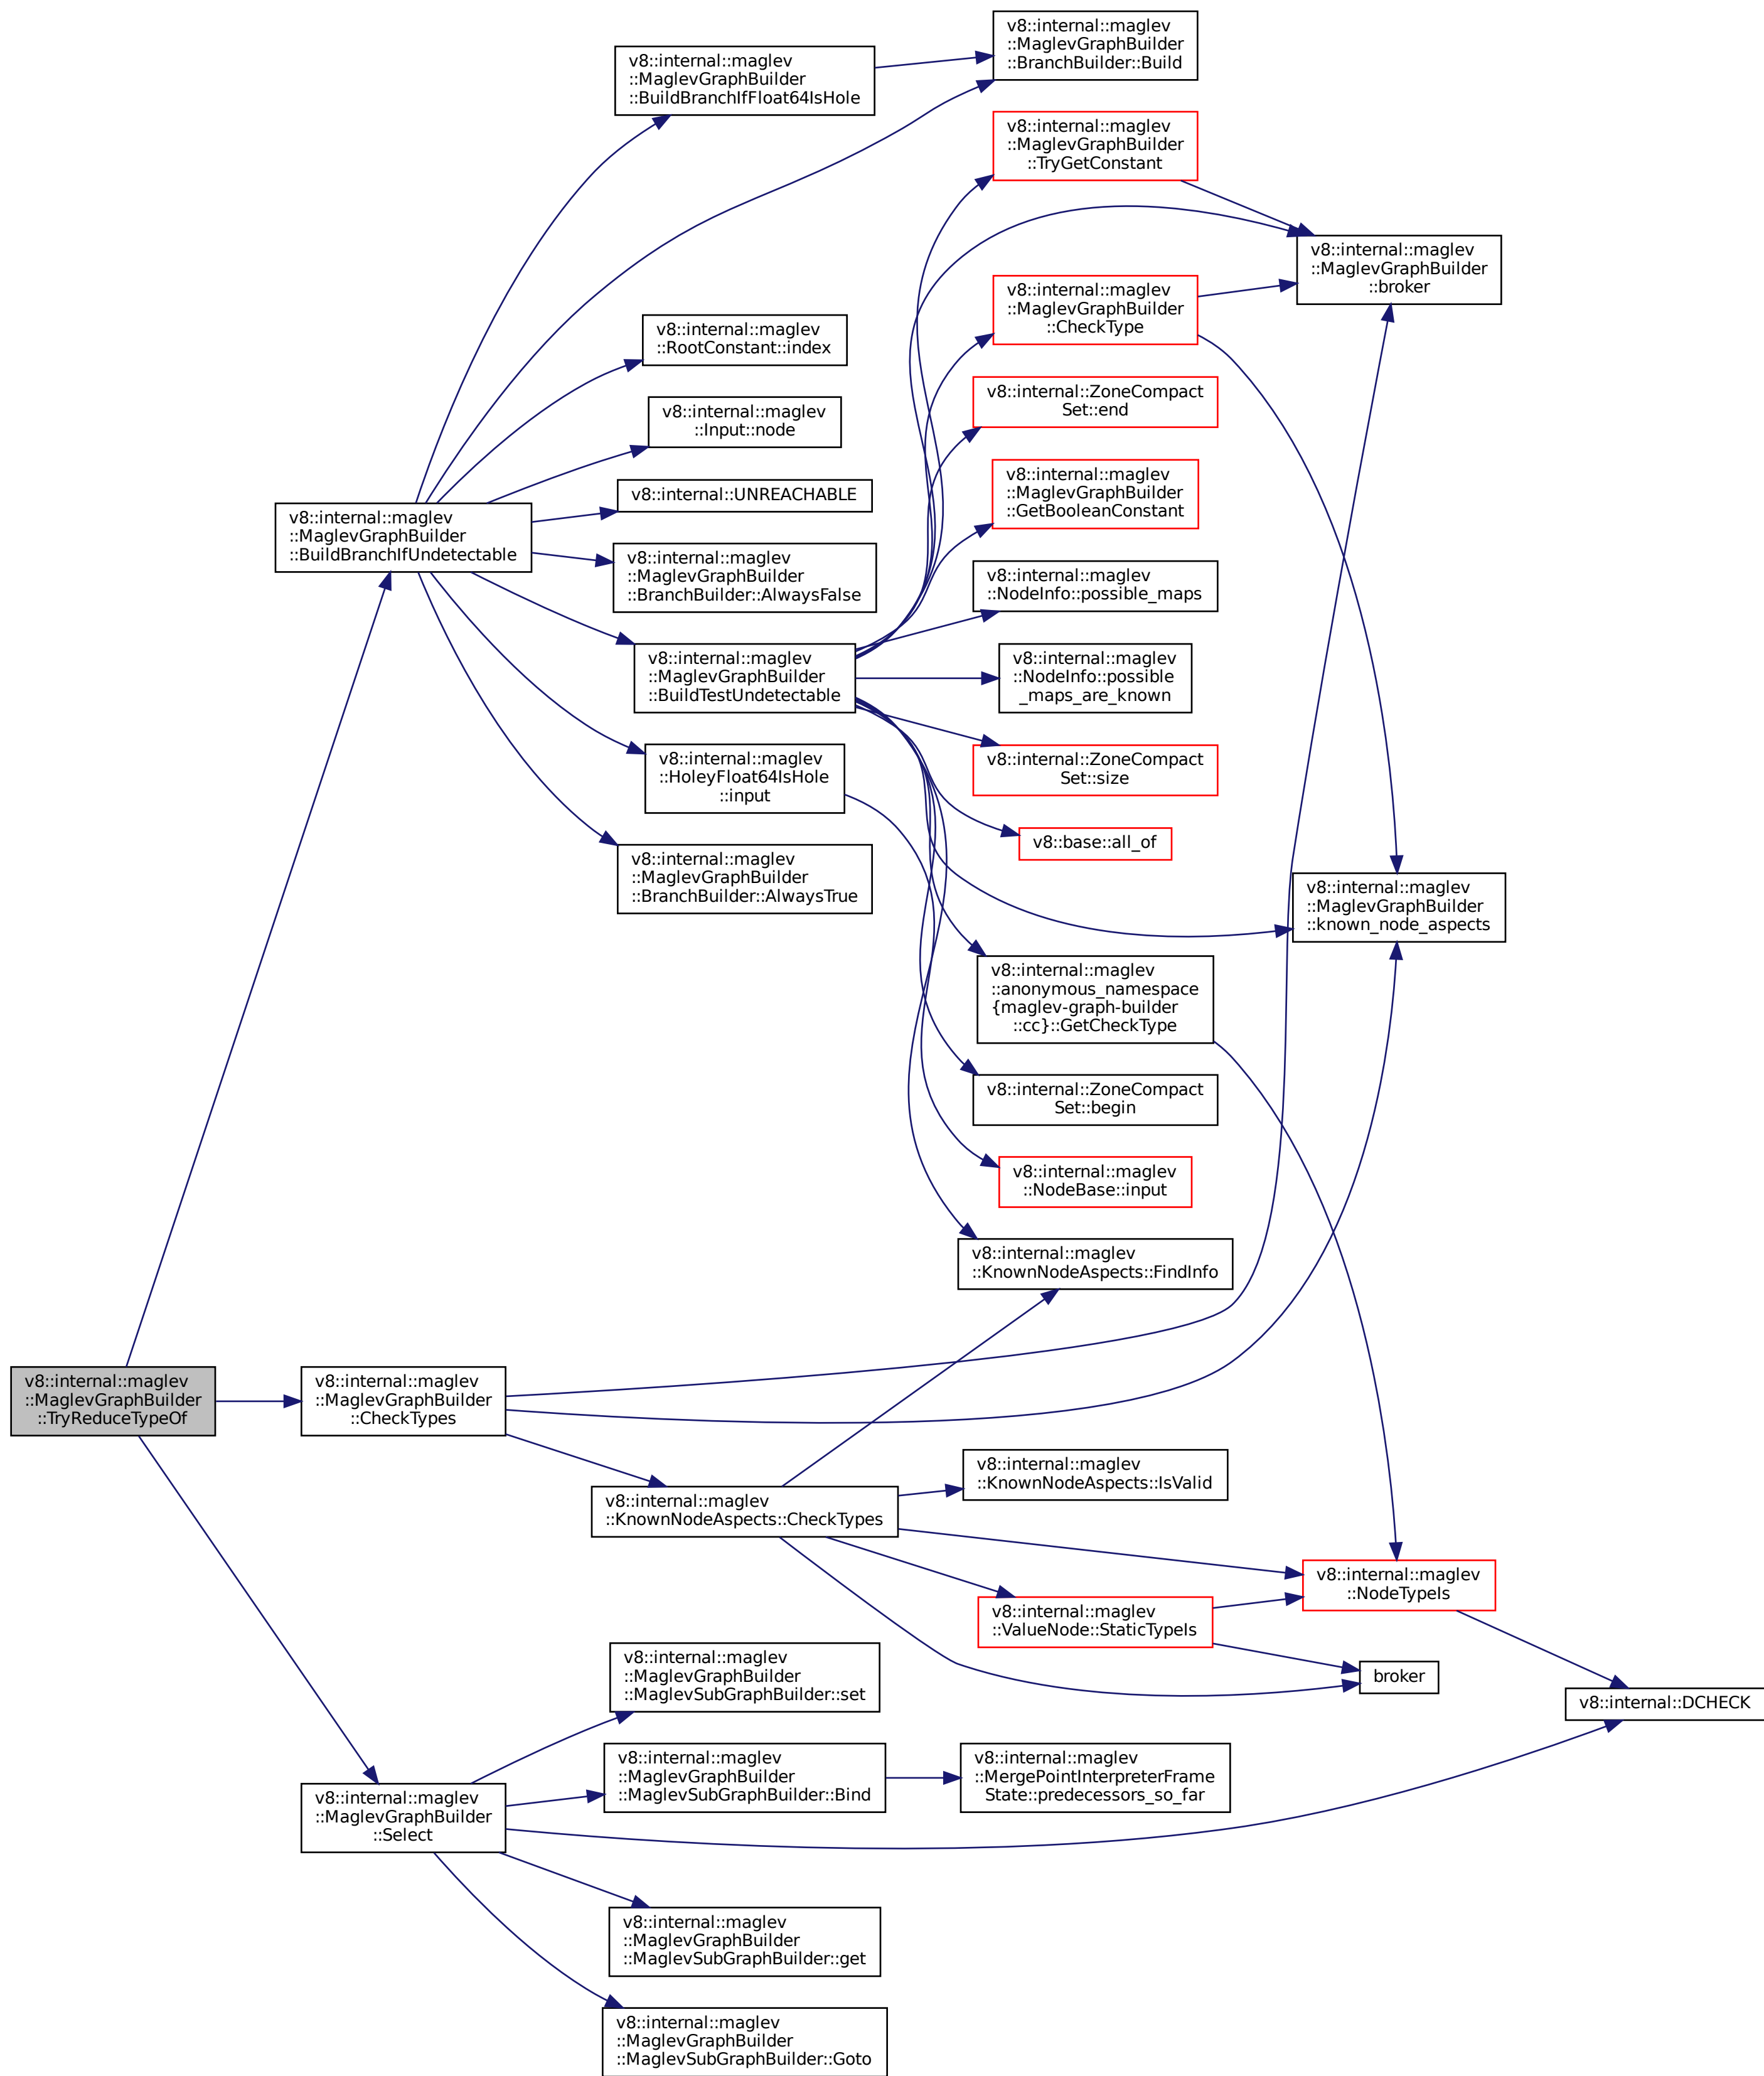 v8::internal::maglev
::MaglevGraphBuilder
::TryReduceTypeOf
v8::internal::maglev
::MaglevGraphBuilder
::BuildBranchIfUndetectable
v8::internal::maglev
::MaglevGraphBuilder
::CheckTypes
v8::internal::maglev
::MaglevGraphBuilder
::Select
v8::internal::maglev
::MaglevGraphBuilder
::BuildBranchIfFloat64IsHole
v8::internal::maglev
::RootConstant::index
v8::internal::maglev
::Input::node
v8::internal::UNREACHABLE
v8::internal::maglev
::MaglevGraphBuilder
::BranchBuilder::AlwaysFalse
v8::internal::maglev
::MaglevGraphBuilder
::BuildTestUndetectable
v8::internal::maglev
::HoleyFloat64IsHole
::input
v8::internal::maglev
::MaglevGraphBuilder
::BranchBuilder::AlwaysTrue
v8::internal::maglev
::KnownNodeAspects::CheckTypes
v8::internal::maglev
::MaglevGraphBuilder
::MaglevSubGraphBuilder::set
v8::internal::maglev
::MaglevGraphBuilder
::MaglevSubGraphBuilder::Bind
v8::internal::maglev
::MaglevGraphBuilder
::MaglevSubGraphBuilder::get
v8::internal::maglev
::MaglevGraphBuilder
::MaglevSubGraphBuilder::Goto
v8::internal::maglev
::MaglevGraphBuilder
::BranchBuilder::Build
v8::internal::maglev
::MaglevGraphBuilder
::TryGetConstant
v8::internal::maglev
::MaglevGraphBuilder
::CheckType
v8::internal::ZoneCompact
Set::end
v8::internal::maglev
::MaglevGraphBuilder
::GetBooleanConstant
v8::internal::maglev
::NodeInfo::possible_maps
v8::internal::maglev
::NodeInfo::possible
_maps_are_known
v8::internal::ZoneCompact
Set::size
v8::base::all_of
v8::internal::maglev
::anonymous_namespace
{maglev-graph-builder
::cc}::GetCheckType
v8::internal::ZoneCompact
Set::begin
v8::internal::maglev
::NodeBase::input
v8::internal::maglev
::KnownNodeAspects::FindInfo
v8::internal::maglev
::KnownNodeAspects::IsValid
v8::internal::maglev
::ValueNode::StaticTypeIs
v8::internal::maglev
::MergePointInterpreterFrame
State::predecessors_so_far
v8::internal::maglev
::MaglevGraphBuilder
::broker
v8::internal::maglev
::MaglevGraphBuilder
::known_node_aspects
v8::internal::maglev
::NodeTypeIs
broker
v8::internal::DCHECK